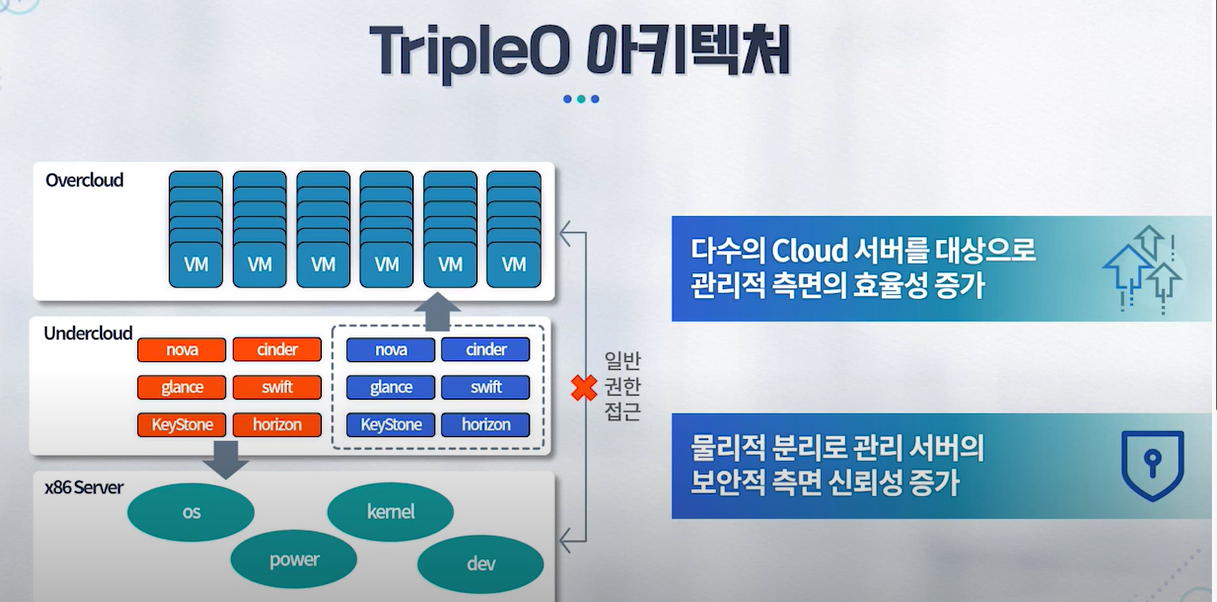 TripleO 아키텍처
Overcloud
VM VM VM VM VM VM
Undercloud
nova cinder nova cinder
glance swift glance swift
KeyStone horizon KeyStone horizon
x86 Server
os kernel
power dev
일반
권한
접근
다수의 Cloud 서버를 대상으로
관리적 측면의 효율성 증가
물리적 분리로 관리 서버의
보안적 측면 신뢰성 증가